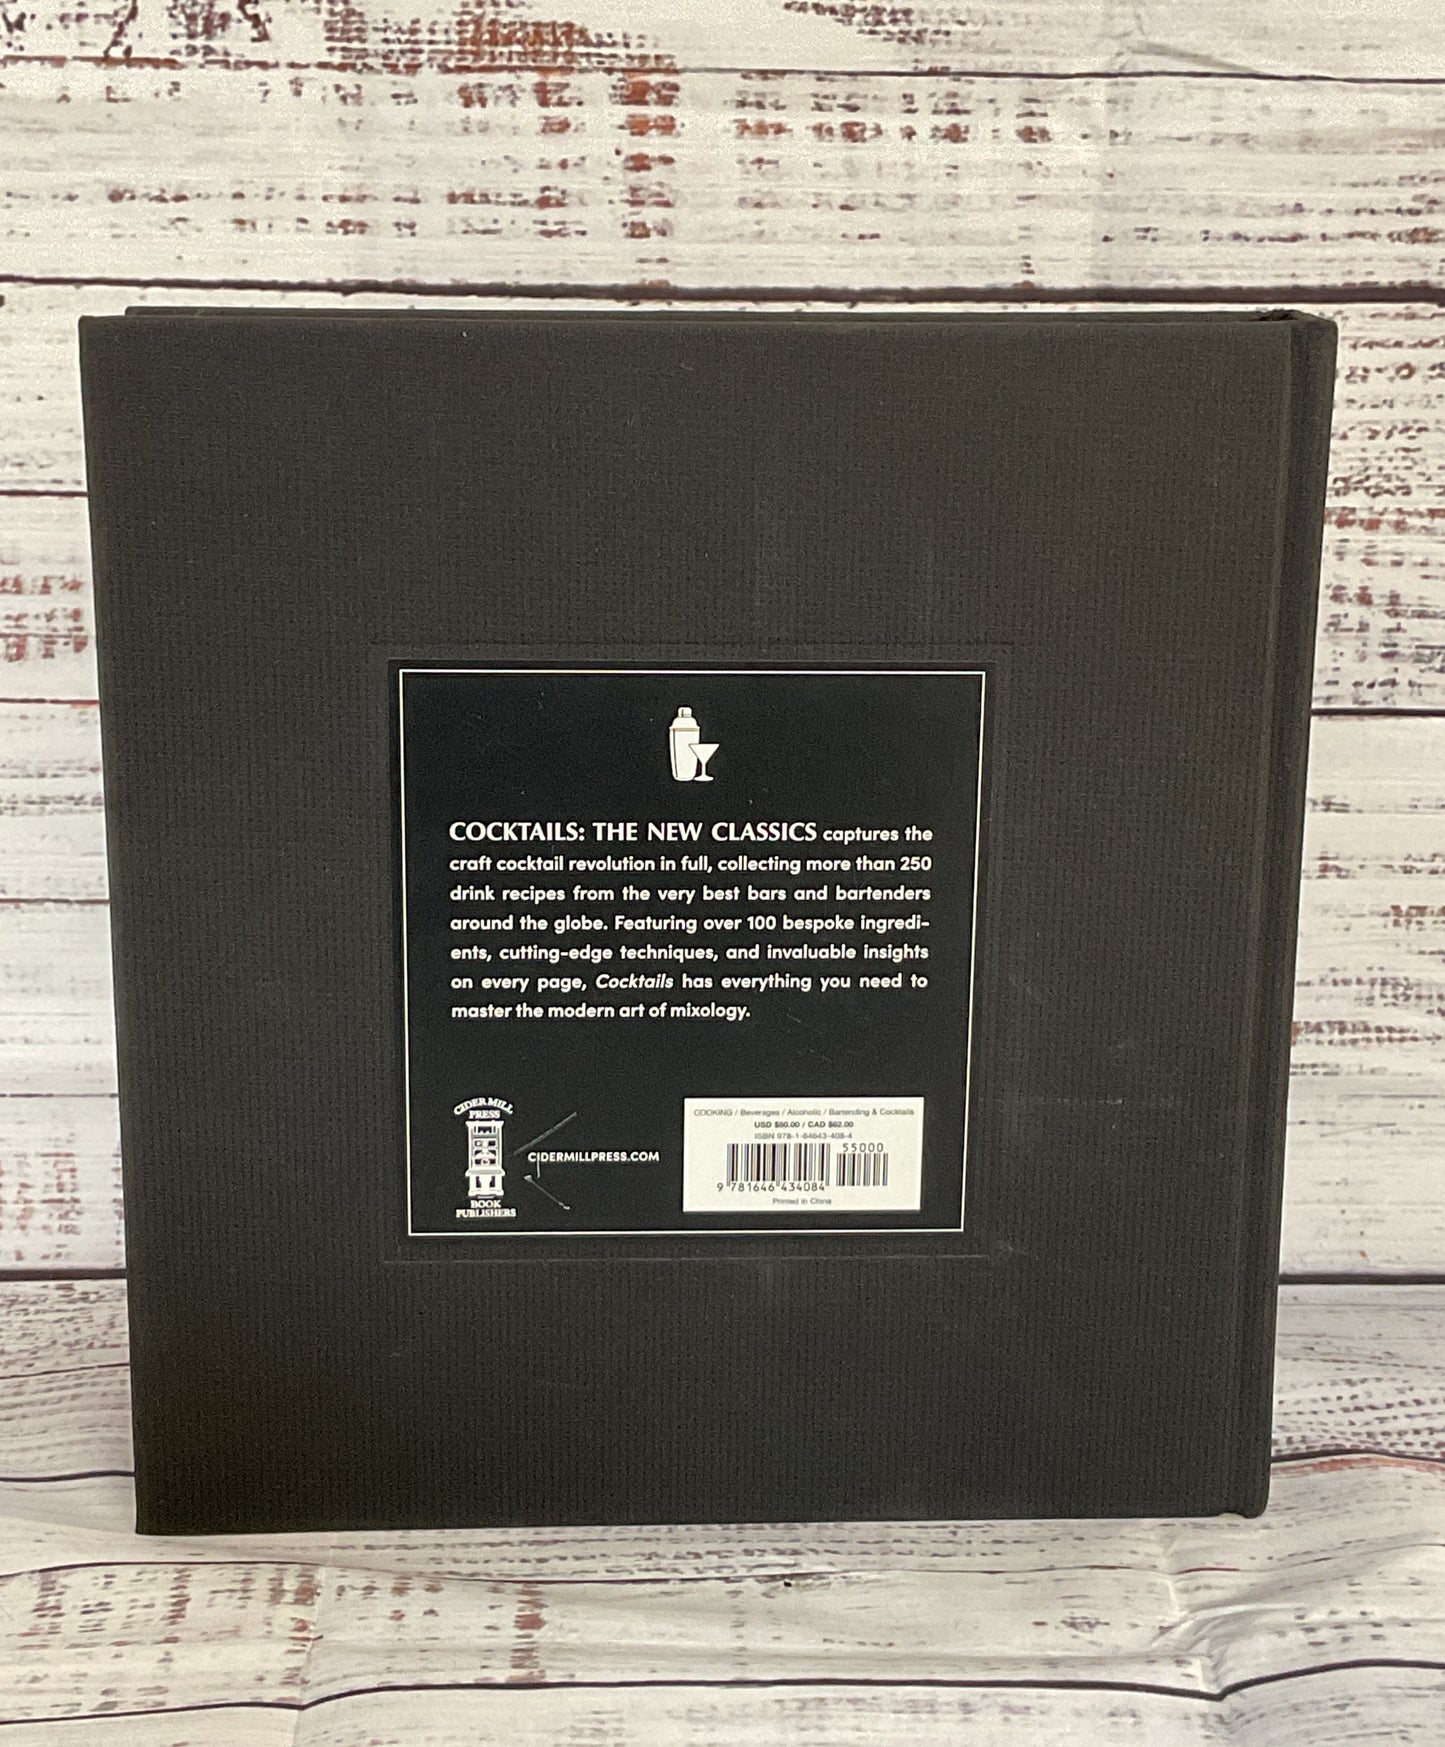 COCKTAILS: THE NEW CLASSICS captures the
craft cocktail revolution in full, collecting more than 250
drink recipes from the very best bars and bartenders
around the globe. Featuring over 100 bespoke ingredi-
ents, cutting-edge techniques, and invaluable insights
on every page, Cocktails has everything you need to
master the modern art of mixology.
CIDER MILL
PRESS
BOOK
PUBLISHERS
CIDERMILLPRESS.COM
COOKING / Beverages / Alcoholic / Bartending & Cocktails
USD $50.00 / CAD $62.00
ISBN 978-1-64643-408-4
55000
9 781646 434084
Printed in China